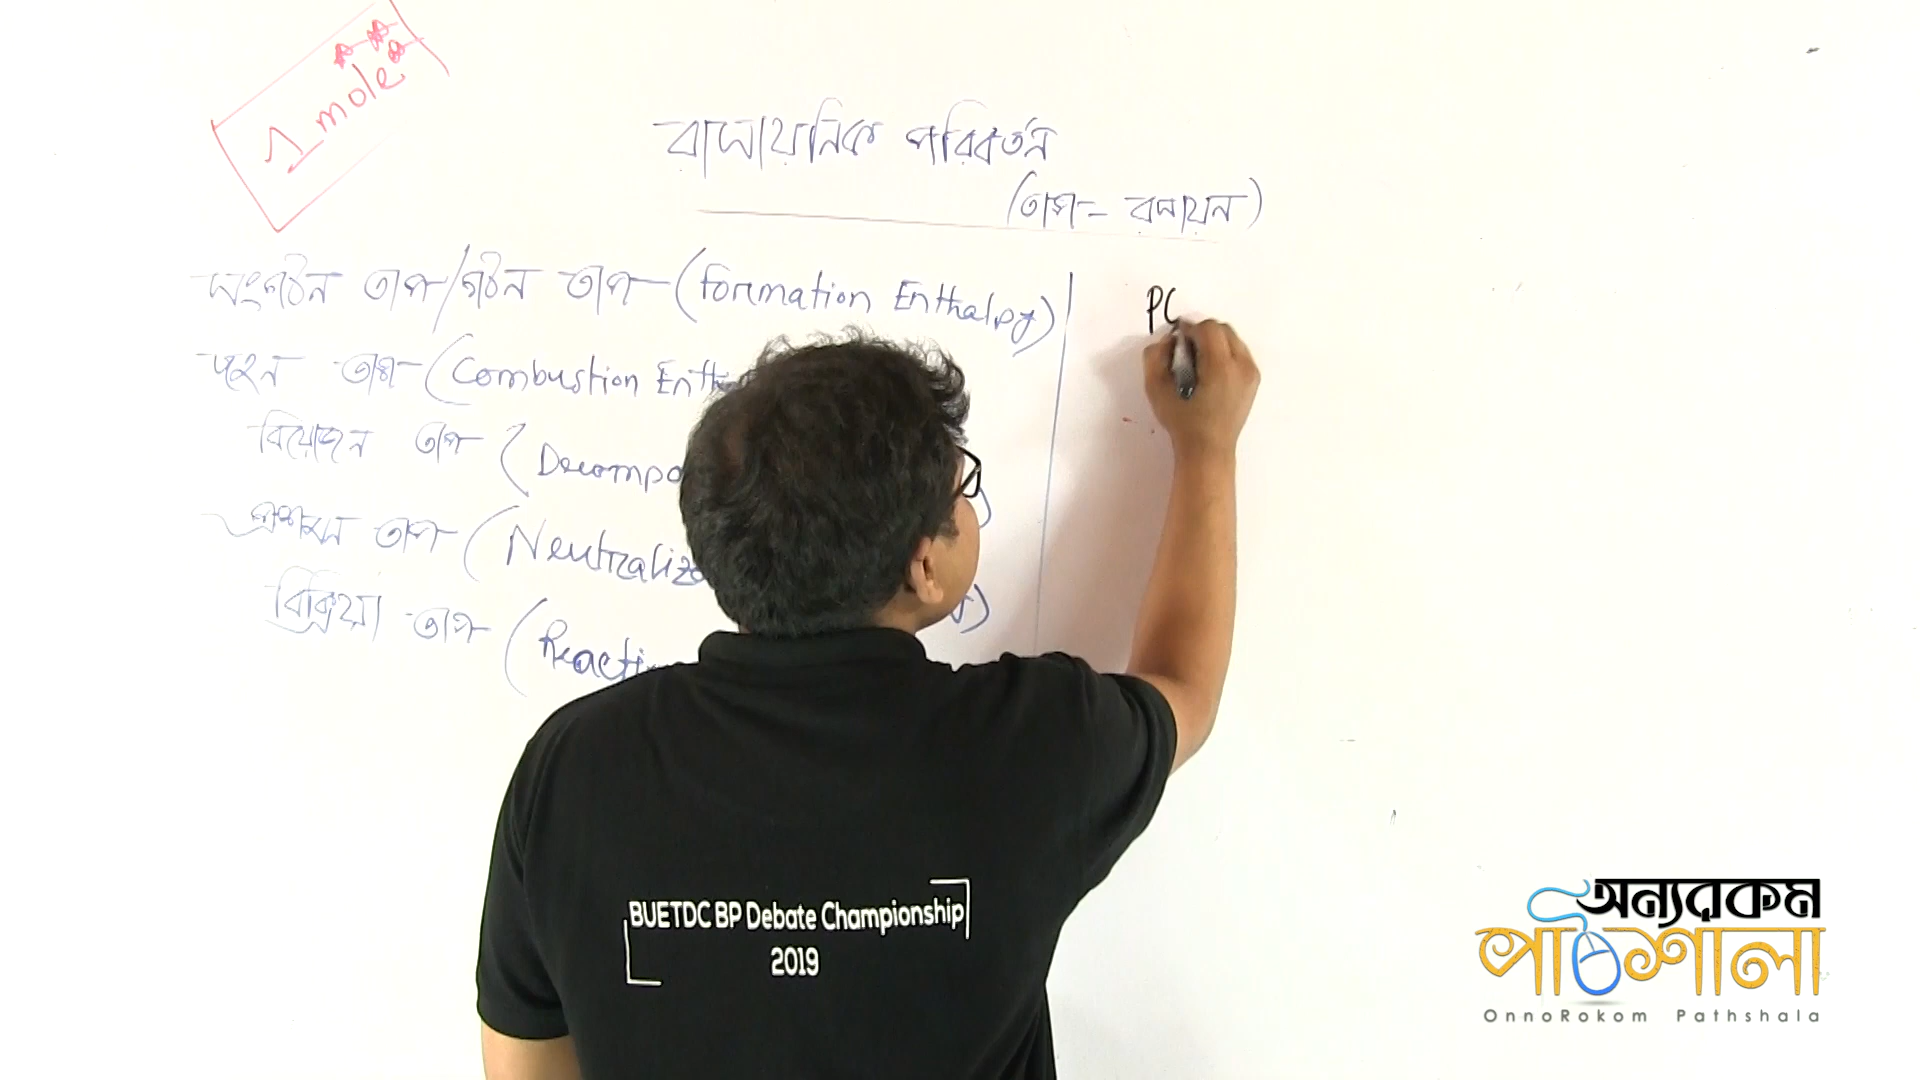 1 mole
রাসায়নিক পরিবর্তন
(তাপ- রসায়ন)
সংগঠন তাপ/গঠন তাপ (Formation Enthalpy)
দহন তাপ (Combustion Enth
বিয়োজন তাপ (Decompo
প্রশমন তাপ (Neutraliza
বিক্রিয়া তাপ (Reacti
PC
BUETDC BP Debate Championship
2019
অন্যরকম
পাঠশালা
OnnoRokom Pathshala